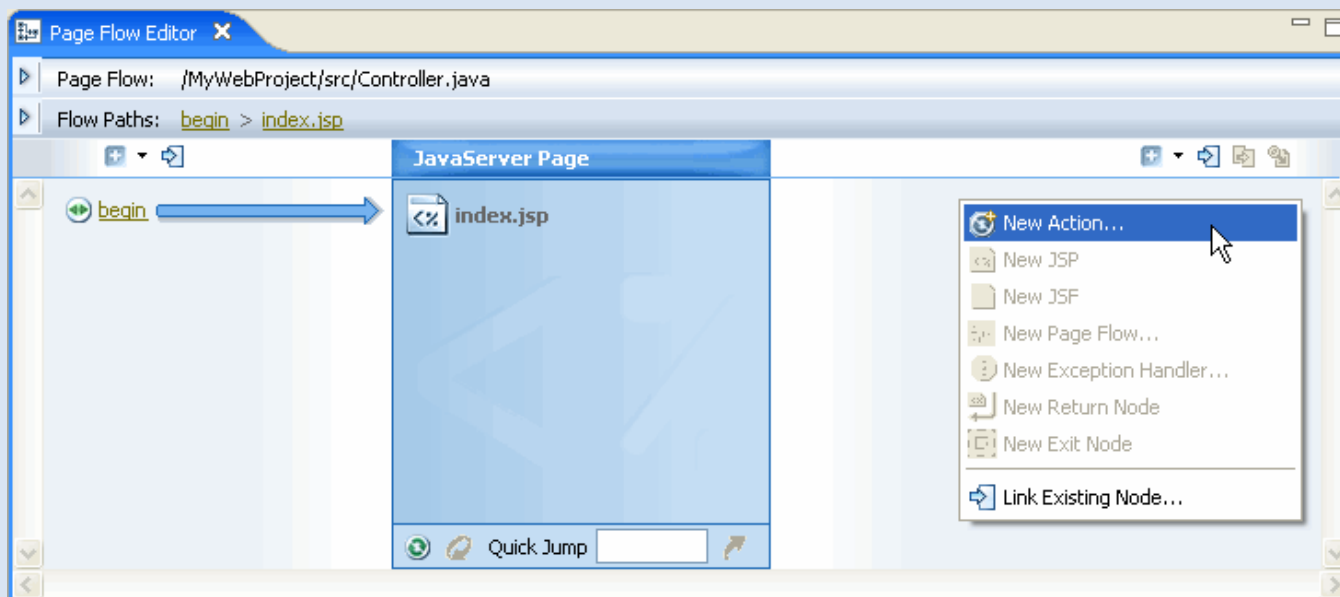 Page Flow Editor
Page Flow: /MyWebProject/src/Controller.java
Flow Paths: begin > index.jsp
JavaServer Page
begin
index.jsp
New Action...
New JSP
New JSF
New Page Flow...
New Exception Handler...
New Return Node
New Exit Node
Link Existing Node...
Quick Jump